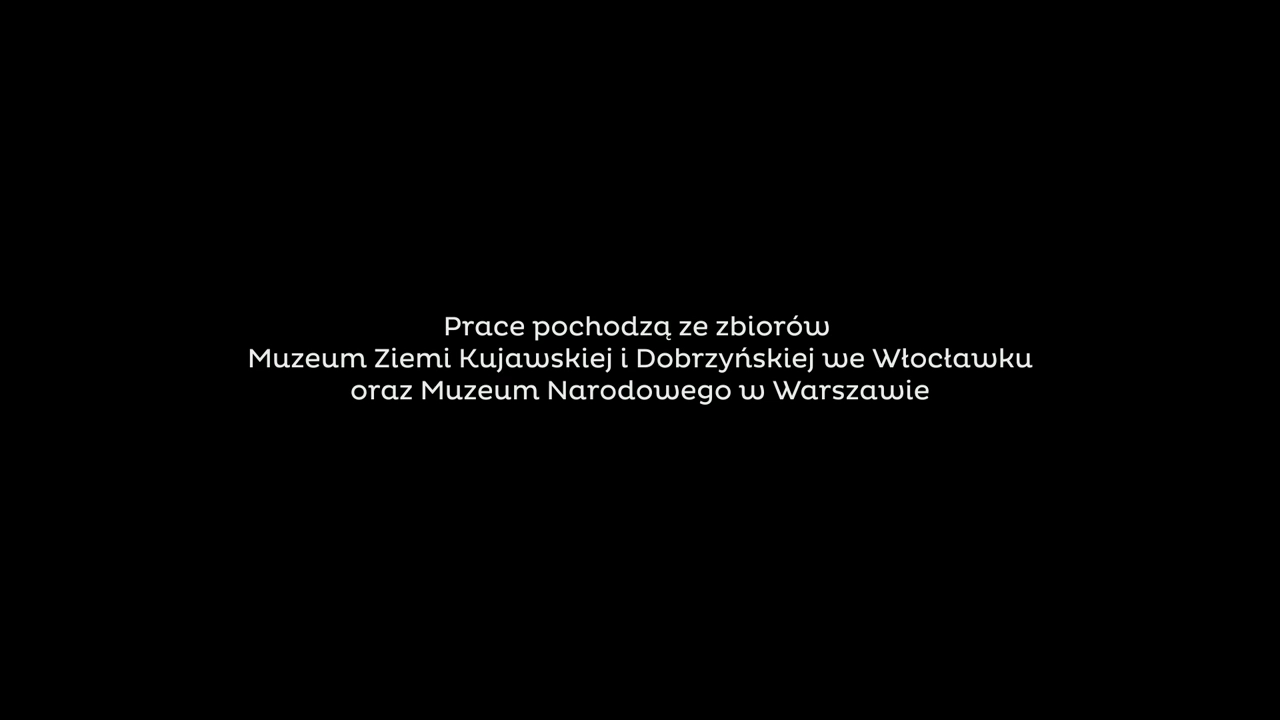 Prace pochodzą ze zbiorów
Muzeum Ziemi Kujawskiej i Dobrzyńskiej we Włocławku
oraz Muzeum Narodowego w Warszawie